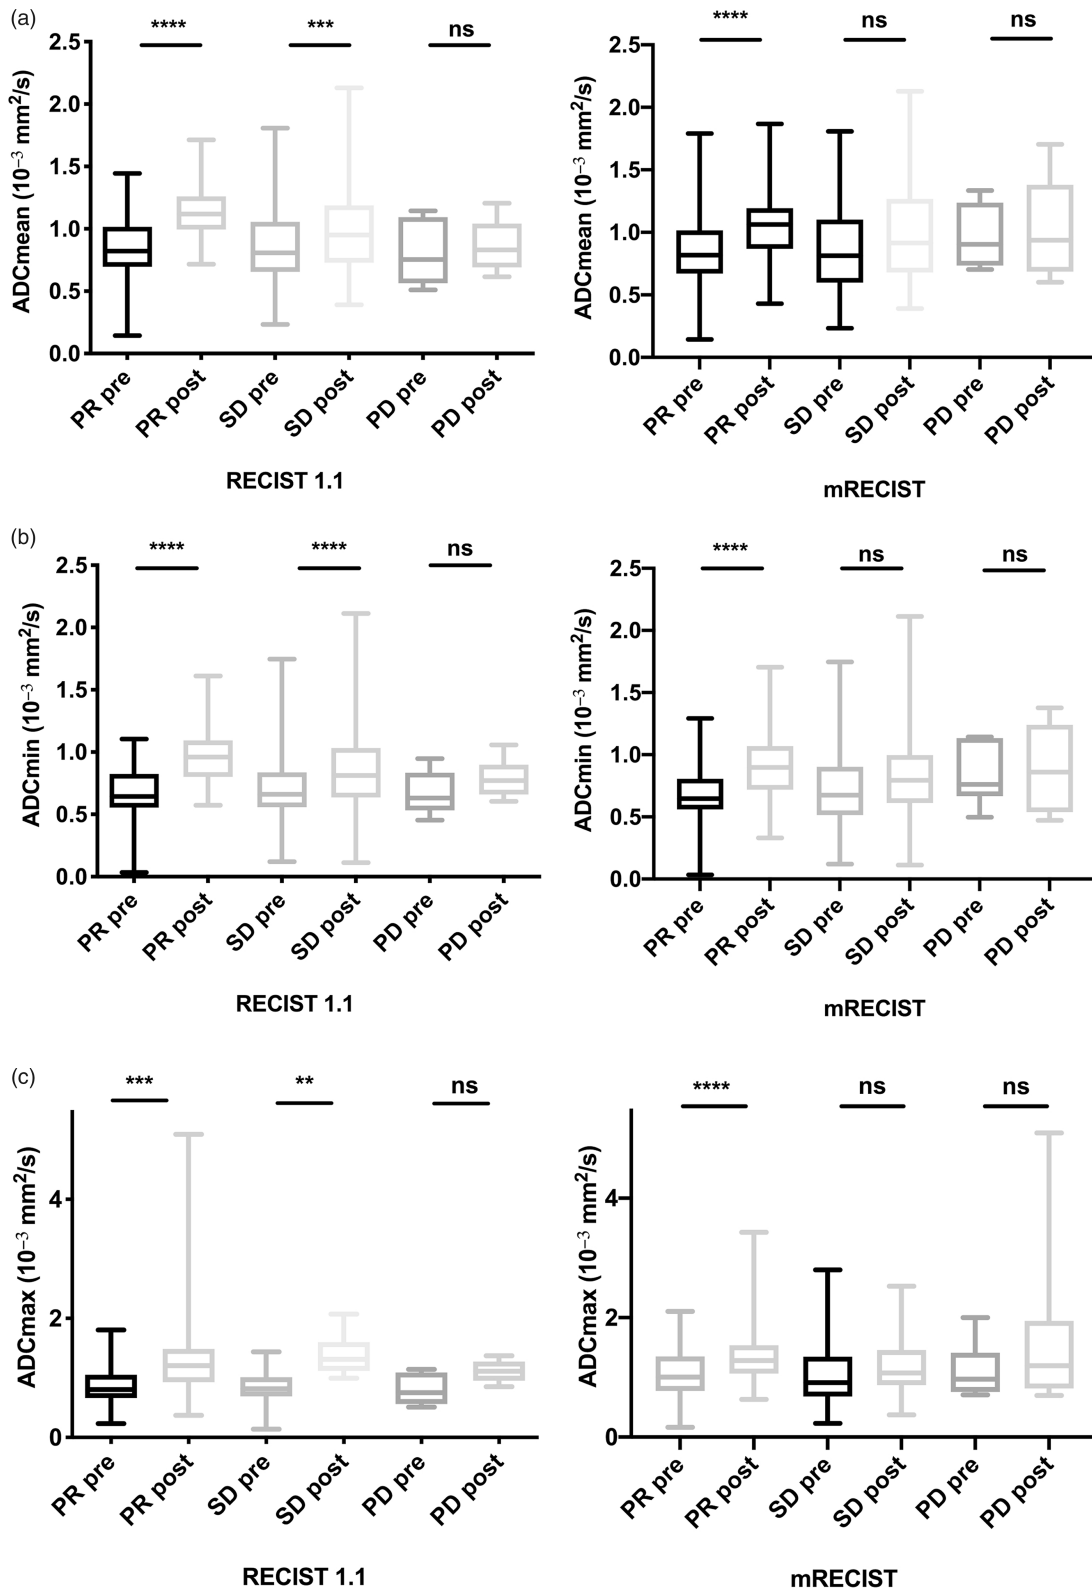 (a)
**** *** ns
2.5
2.0
1.5
1.0
0.5
0.0
ADCmean (10⁻³ mm²/s)
PR pre PR post SD pre SD post PD pre PD post
RECIST 1.1
**** ns ns
2.5
2.0
1.5
1.0
0.5
0.0
ADCmean (10⁻³ mm²/s)
PR pre PR post SD pre SD post PD pre PD post
mRECIST
(b)
**** **** ns
2.5
2.0
1.5
1.0
0.5
0.0
ADCmin (10⁻³ mm²/s)
PR pre PR post SD pre SD post PD pre PD post
RECIST 1.1
**** ns ns
2.5
2.0
1.5
1.0
0.5
0.0
ADCmin (10⁻³ mm²/s)
PR pre PR post SD pre SD post PD pre PD post
mRECIST
(c)
*** ** ns
4
2
0
ADCmax (10⁻³ mm²/s)
PR pre PR post SD pre SD post PD pre PD post
RECIST 1.1
**** ns ns
4
2
0
ADCmax (10⁻³ mm²/s)
PR pre PR post SD pre SD post PD pre PD post
mRECIST